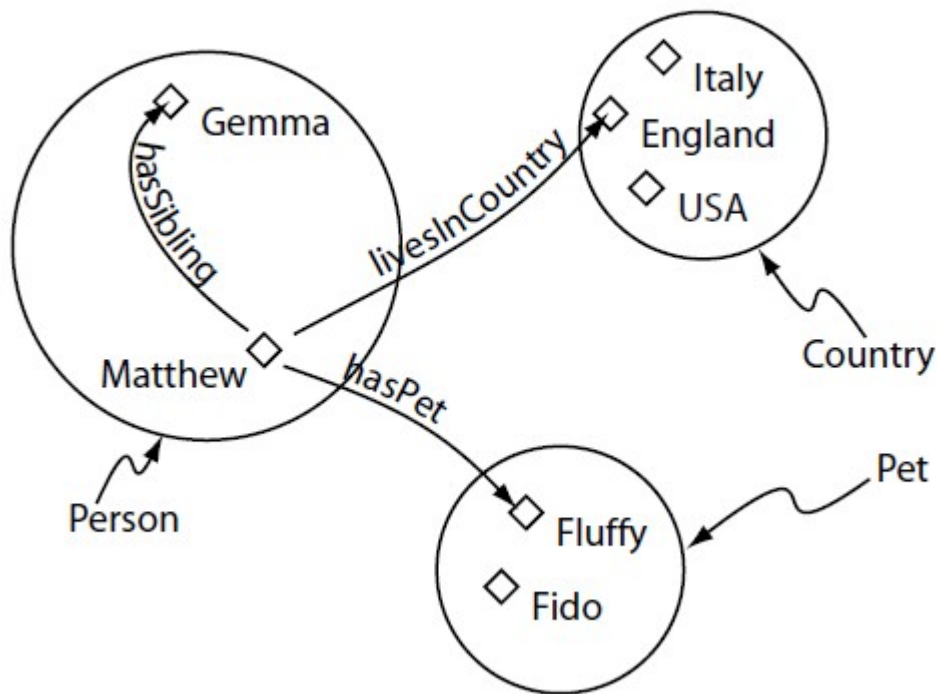 Italy
Gemma
England
hasSibling
livesInCountry
USA
Matthew
hasPet
Country
Person
Pet
Fluffy
Fido